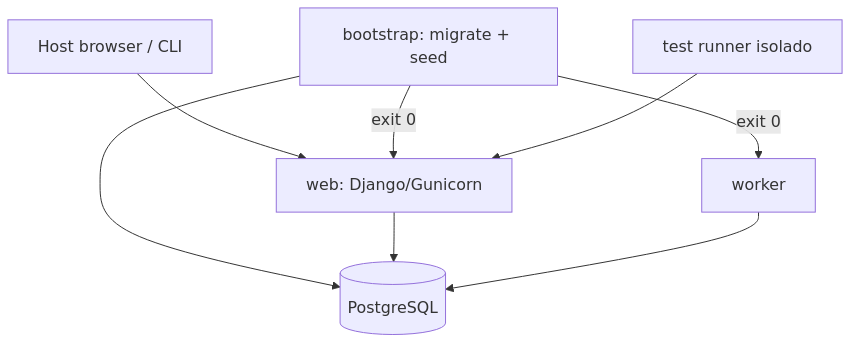 Host browser / CLI
bootstrap: migrate +
seed
test runner isolado
exit 0
exit 0
web: Django/Gunicorn
worker
PostgreSQL